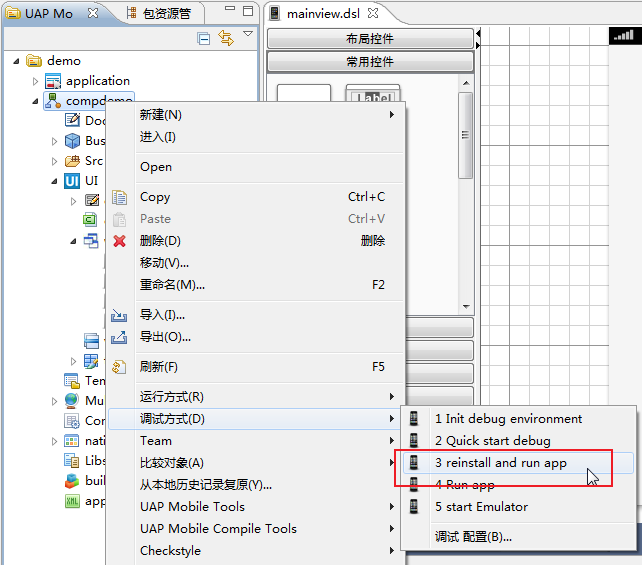 UAP Mo
包资源管
mainview.dsl
布局控件
常用控件
Label
demo
application
compdemo
Doc
Bus
Src
UI
Tem
Mu
Con
nati
Libs
buil
app
新建(N)
进入(I)
Open
Copy Ctrl+C
Paste Ctrl+V
删除(D) 删除
移动(V)...
重命名(M)... F2
导入(I)...
导出(O)...
刷新(F) F5
运行方式(R)
调试方式(D)
Team
比较对象(A)
从本地历史记录复原(Y)...
UAP Mobile Tools
UAP Mobile Compile Tools
Checkstyle
1 Init debug environment
2 Quick start debug
3 reinstall and run app
4 Run app
5 start Emulator
调试 配置(B)...